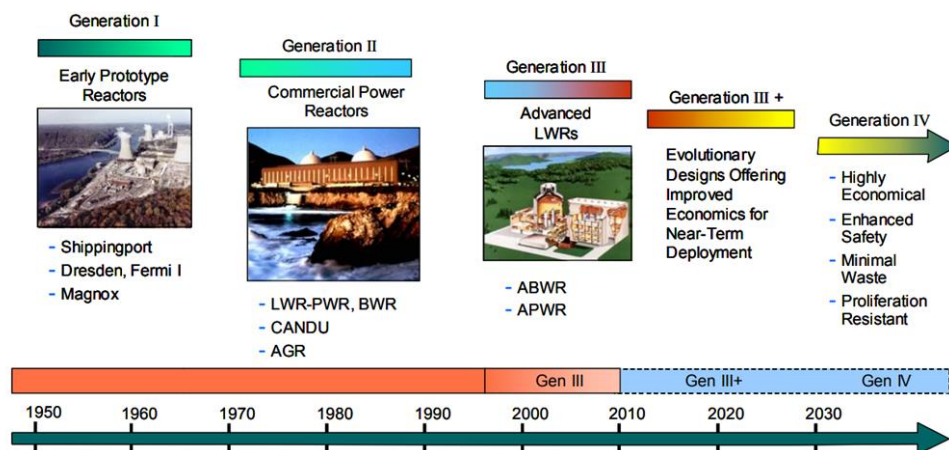 Generation I
Early Prototype
Reactors
- Shippingport
- Dresden, Fermi I
- Magnox
Generation II
Commercial Power
Reactors
- LWR-PWR, BWR
- CANDU
- AGR
Generation III
Advanced
LWRs
- ABWR
- APWR
Generation III +
Evolutionary
Designs Offering
Improved
Economics for
Near-Term
Deployment
Generation IV
- Highly
Economical
- Enhanced
Safety
- Minimal
Waste
- Proliferation
Resistant
Gen III
Gen III+
Gen IV
1950 1960 1970 1980 1990 2000 2010 2020 2030